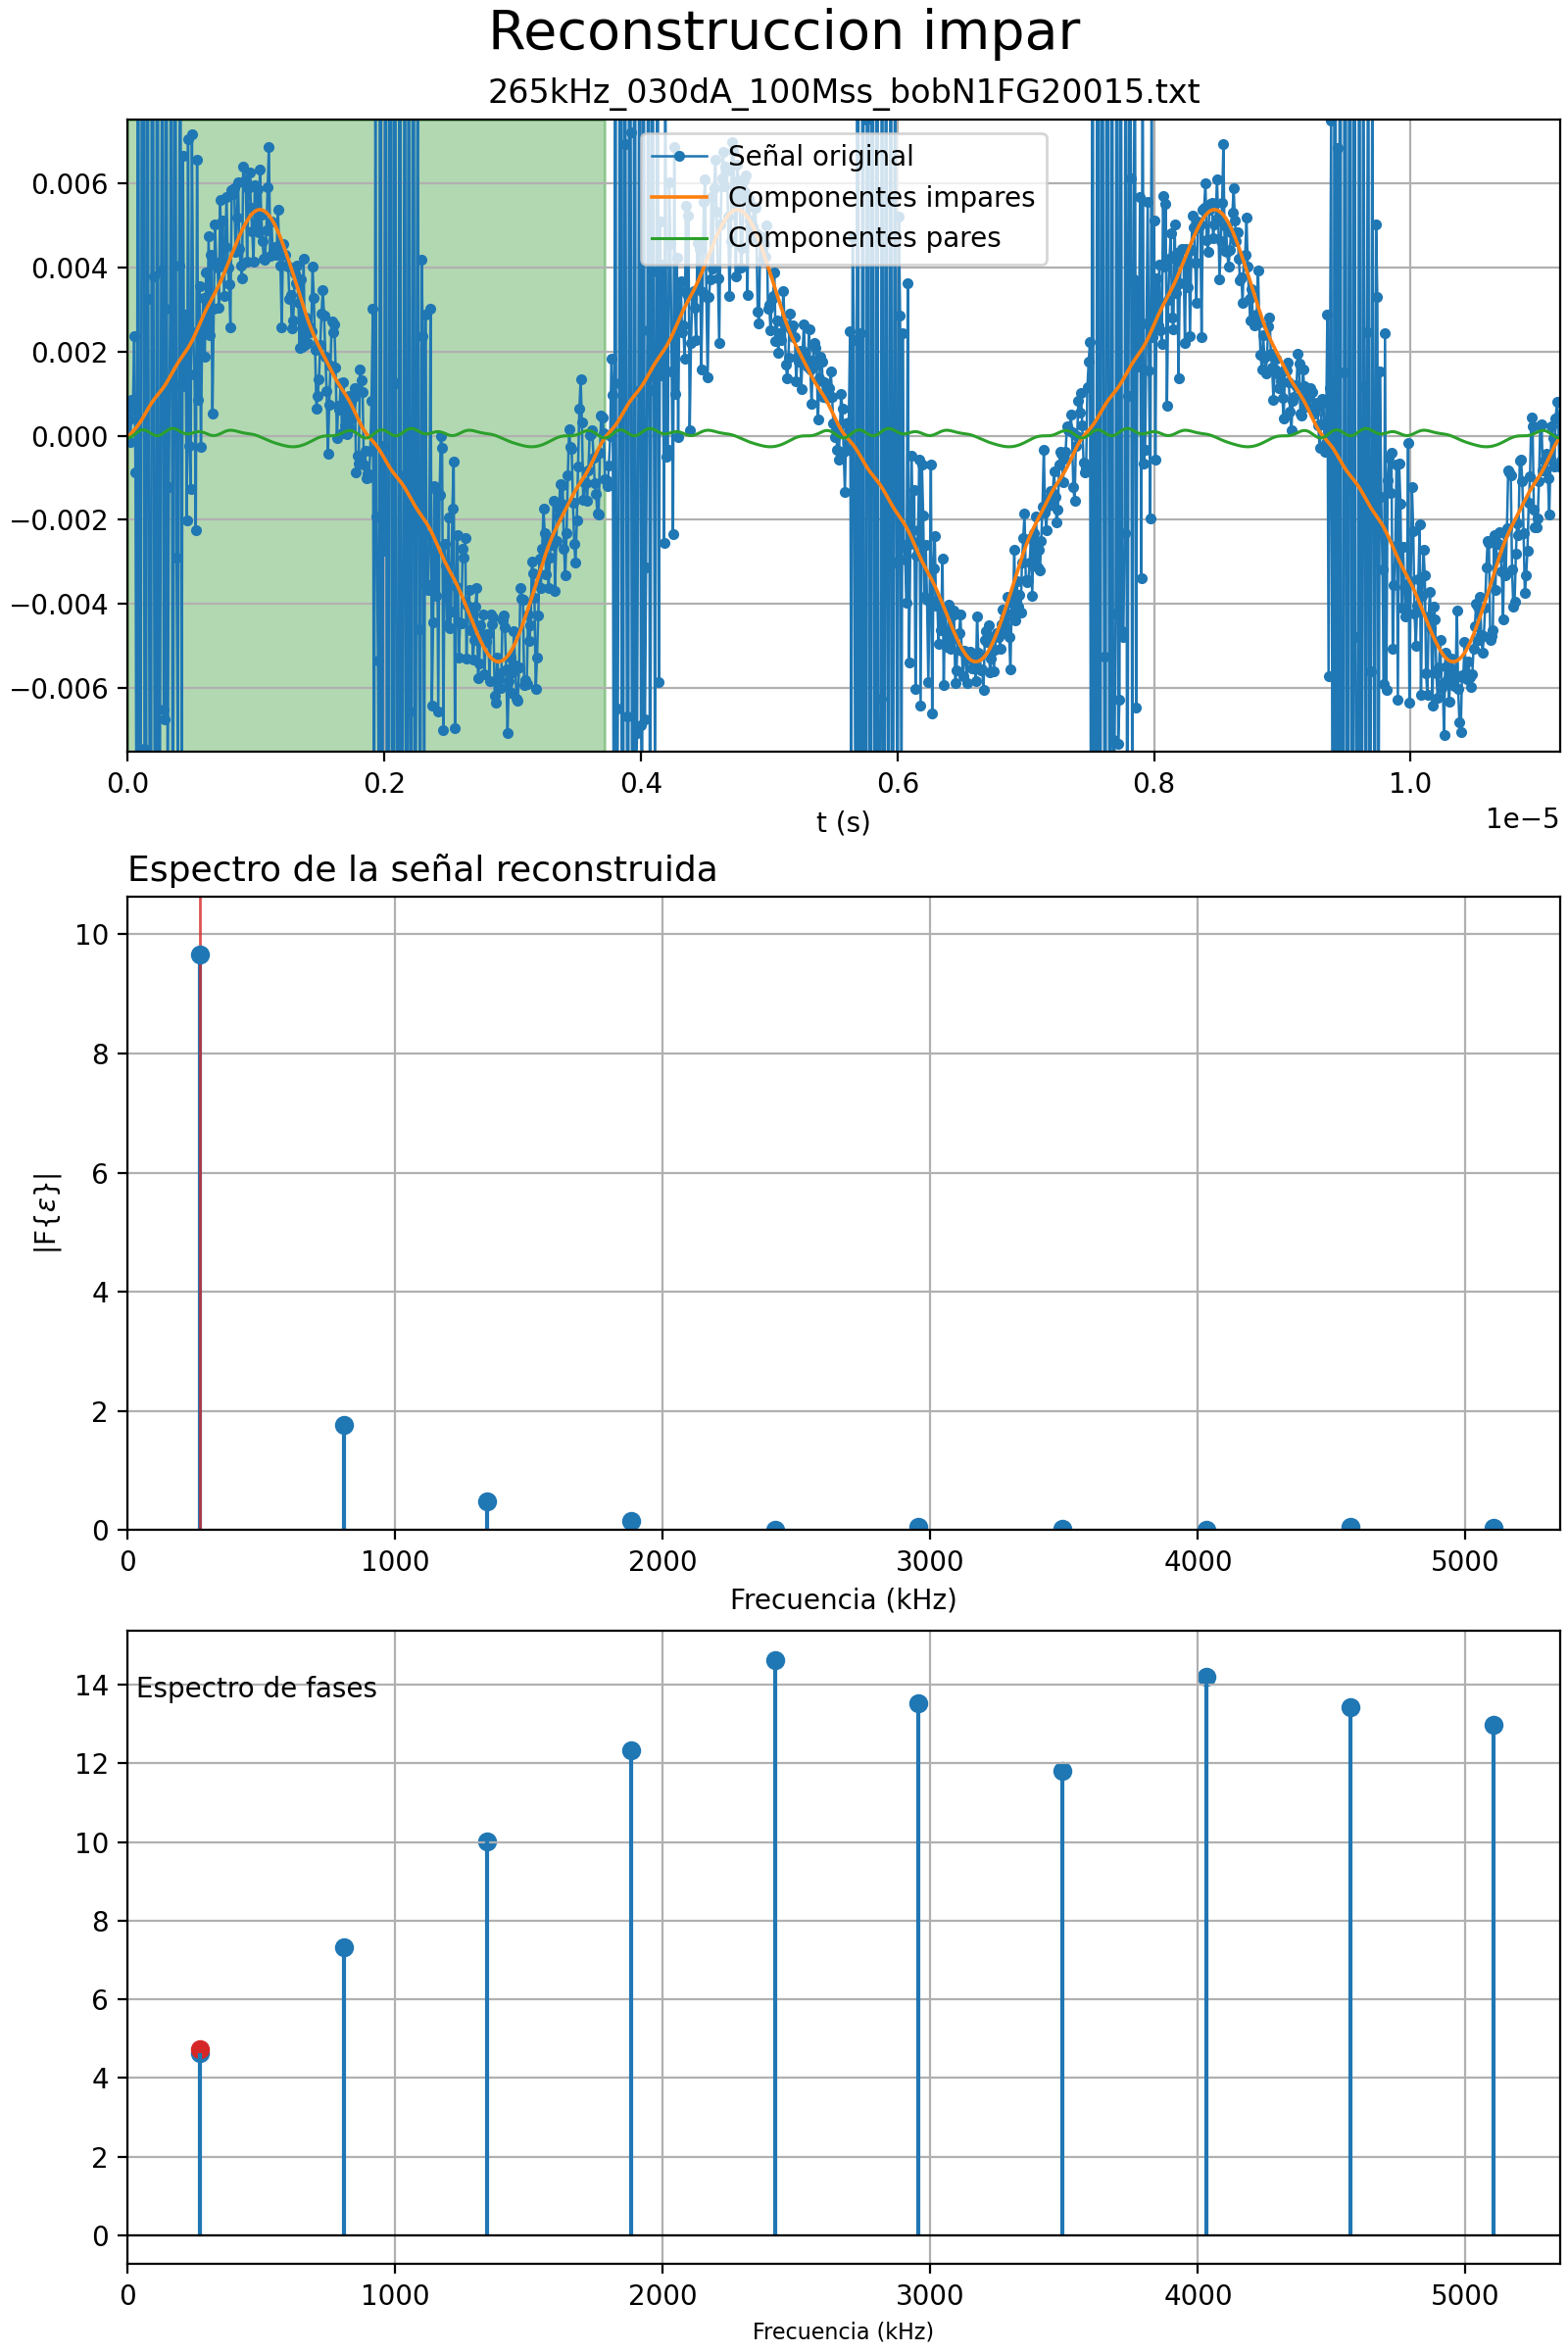 Reconstruccion impar
265kHz_030dA_100Mss_bobN1FG20015.txt
Señal original
Componentes impares
Componentes pares
0.006
0.004
0.002
0.000
−0.002
−0.004
−0.006
0.0 0.2 0.4 0.6 0.8 1.0
t (s)
1e−5
Espectro de la señal reconstruida
10
8
6
4
2
0
|F{ε}|
0 1000 2000 3000 4000 5000
Frecuencia (kHz)
Espectro de fases
14
12
10
8
6
4
2
0
0 1000 2000 3000 4000 5000
Frecuencia (kHz)